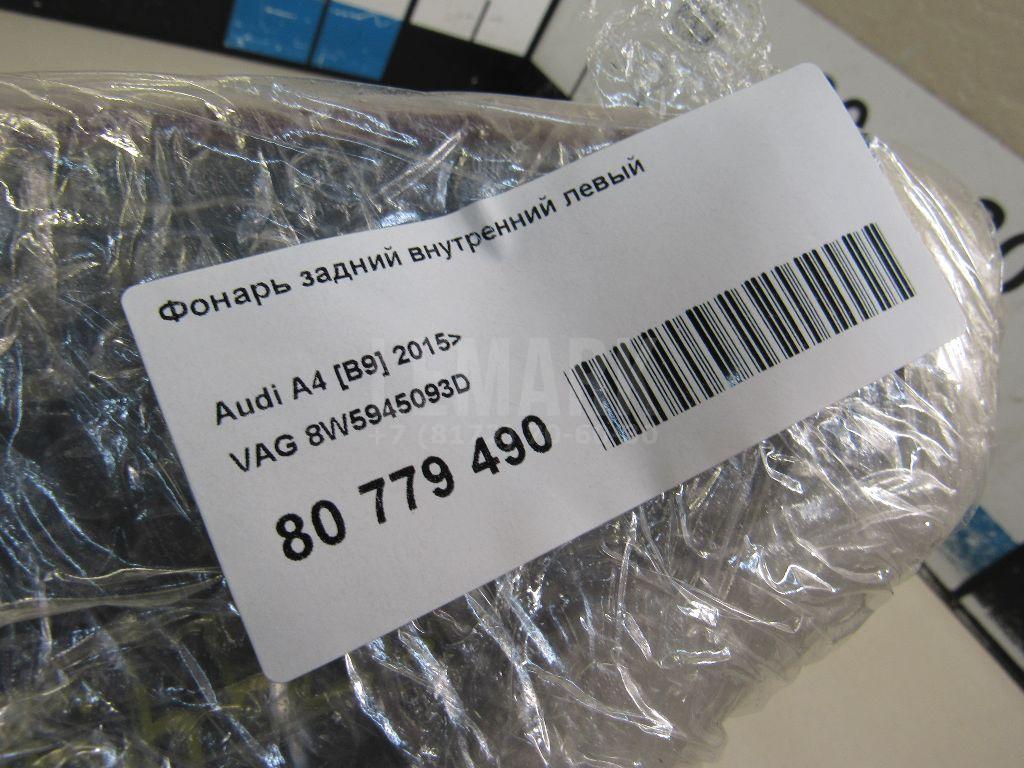 Фонарь задний внутренний левый
Audi A4 [B9] 2015>
VAG 8W5945093D
80 779 490